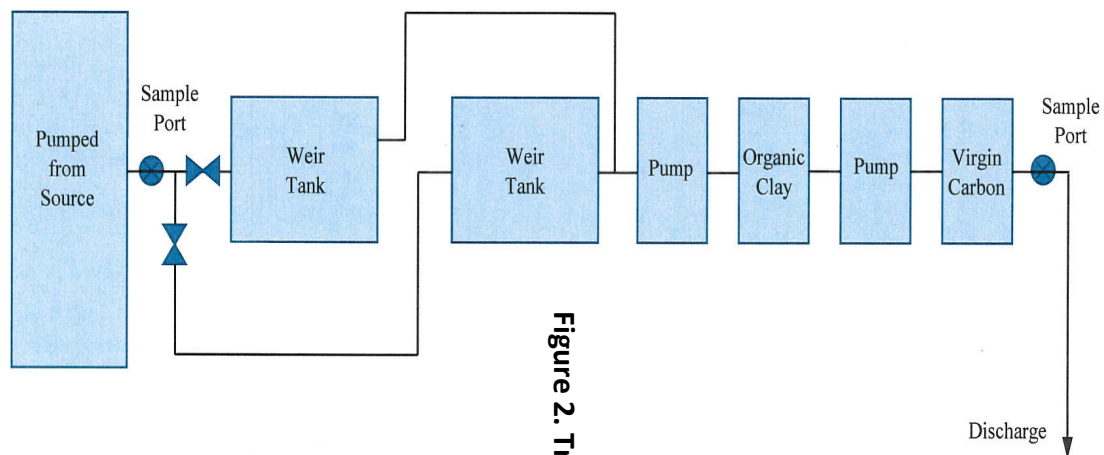 Pumped
from
Source
Sample
Port
Weir
Tank
Weir
Tank
Pump
Organic
Clay
Pump
Virgin
Carbon
Sample
Port
Discharge
Figure 2.